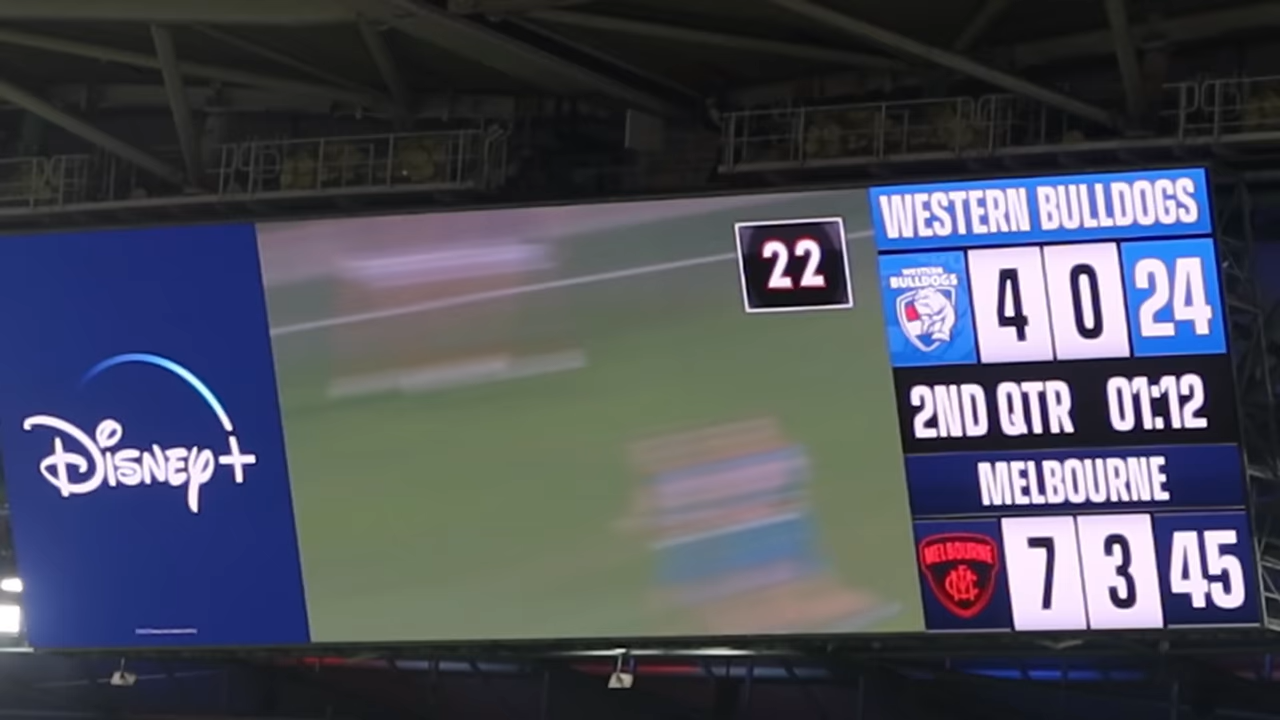 Disney+
22
WESTERN BULLDOGS
WESTERN
BULLDOGS
4 0 24
2ND QTR 01:12
MELBOURNE
MELBOURNE
7 3 45